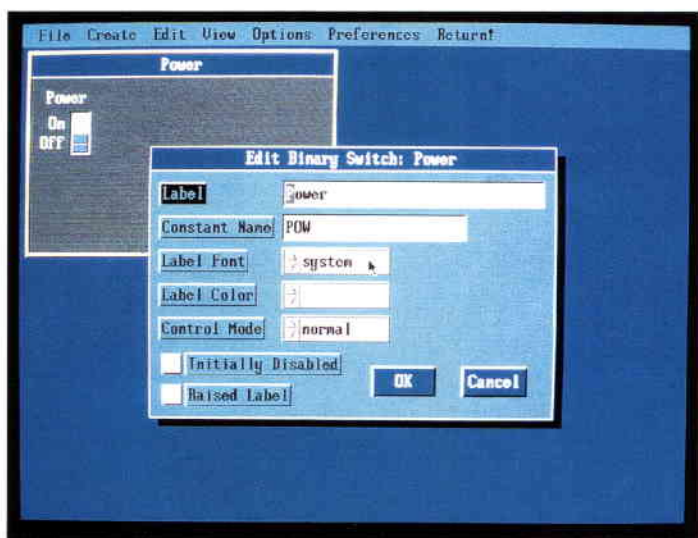 File Create Edit View Options Preferences Return!
Power
Power
On
Off
Edit Binary Switch: Power
Label Power
Constant Name POW
Label Font system
Label Color
Control Mode normal
Initially Disabled
Raised Label
OK Cancel